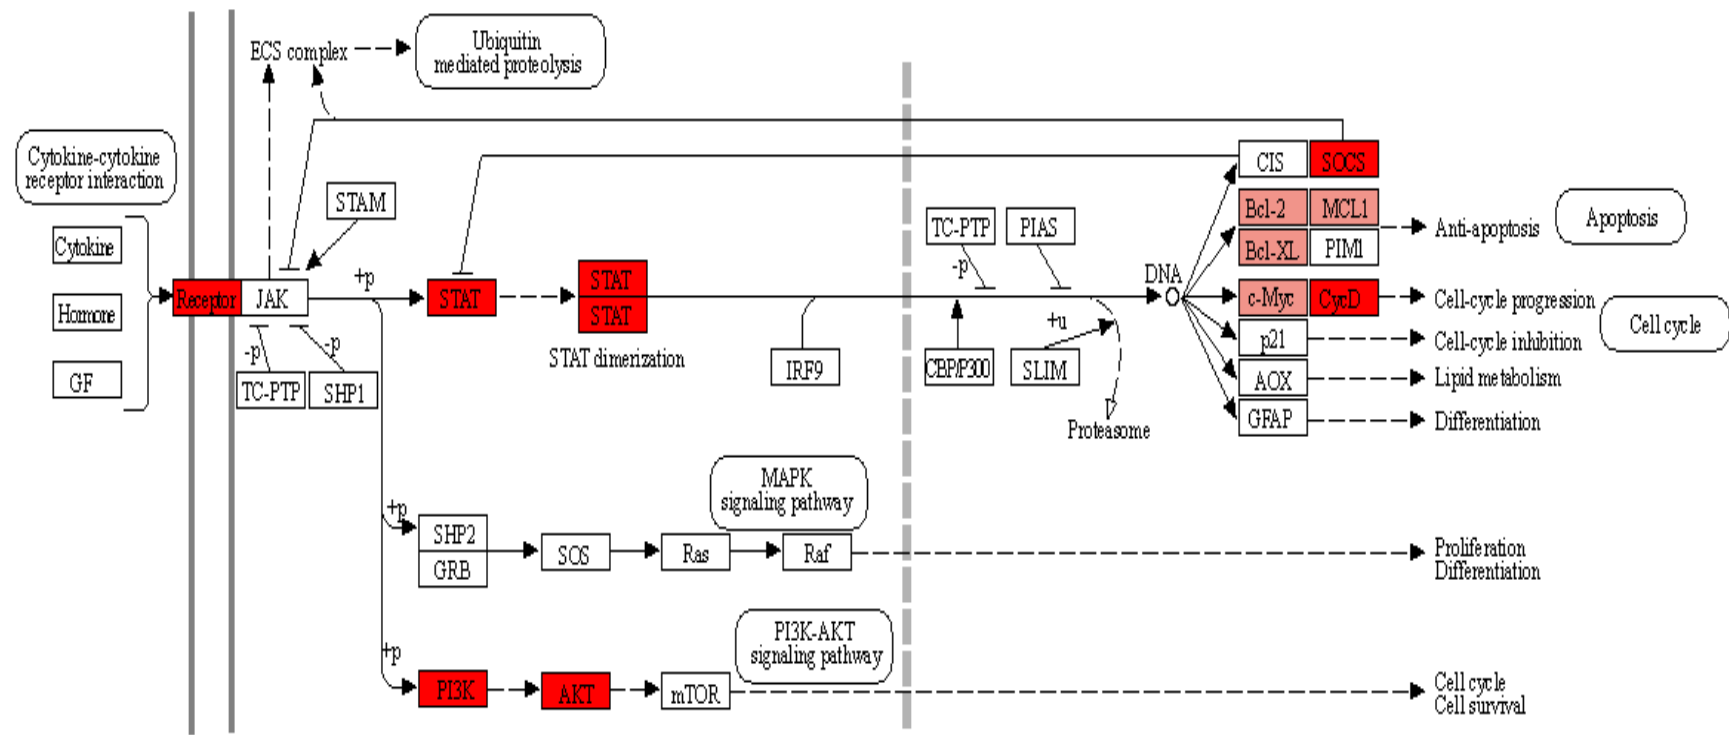 ECS complex
Ubiquitin
mediated proteolysis
Cytokine-cytokine
receptor interaction
Cytokine
Hormone
GF
Receptor
JAK
STAM
+p
-p
-p
TC-PTP
SHP1
STAT
STAT
STAT
STAT dimerization
IRF9
TC-PTP
PIAS
-p
CBP/P300
+u
SLIM
Proteasome
DNA
CIS
SOCS
Bcl-2
MCL1
Bcl-XL
PIM1
c-Myc
CycD
p21
AOX
GFAP
Anti-apoptosis
Apoptosis
Cell-cycle progression
Cell cycle
Cell-cycle inhibition
Lipid metabolism
Differentiation
MAPK
signaling pathway
+p
SHP2
GRB
SOS
Ras
Raf
Proliferation
Differentiation
PI3K-AKT
signaling pathway
+p
PI3K
AKT
mTOR
Cell cycle
Cell survival